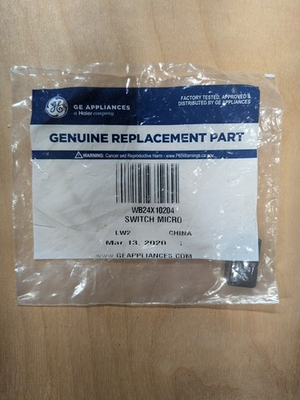 GE APPLIANCES
a Haier company
FACTORY TESTED, APPROVED &
DISTRIBUTED BY GE APPLIANCES
GENUINE REPLACEMENT PART
WARNING: Cancer and Reproductive Harm - www.P65Warnings.ca.gov
WB24X10204
SWITCH MICRO
LW2 CHINA
Mar 13, 2020 :
WWW.GEAPPLIANCES.COM